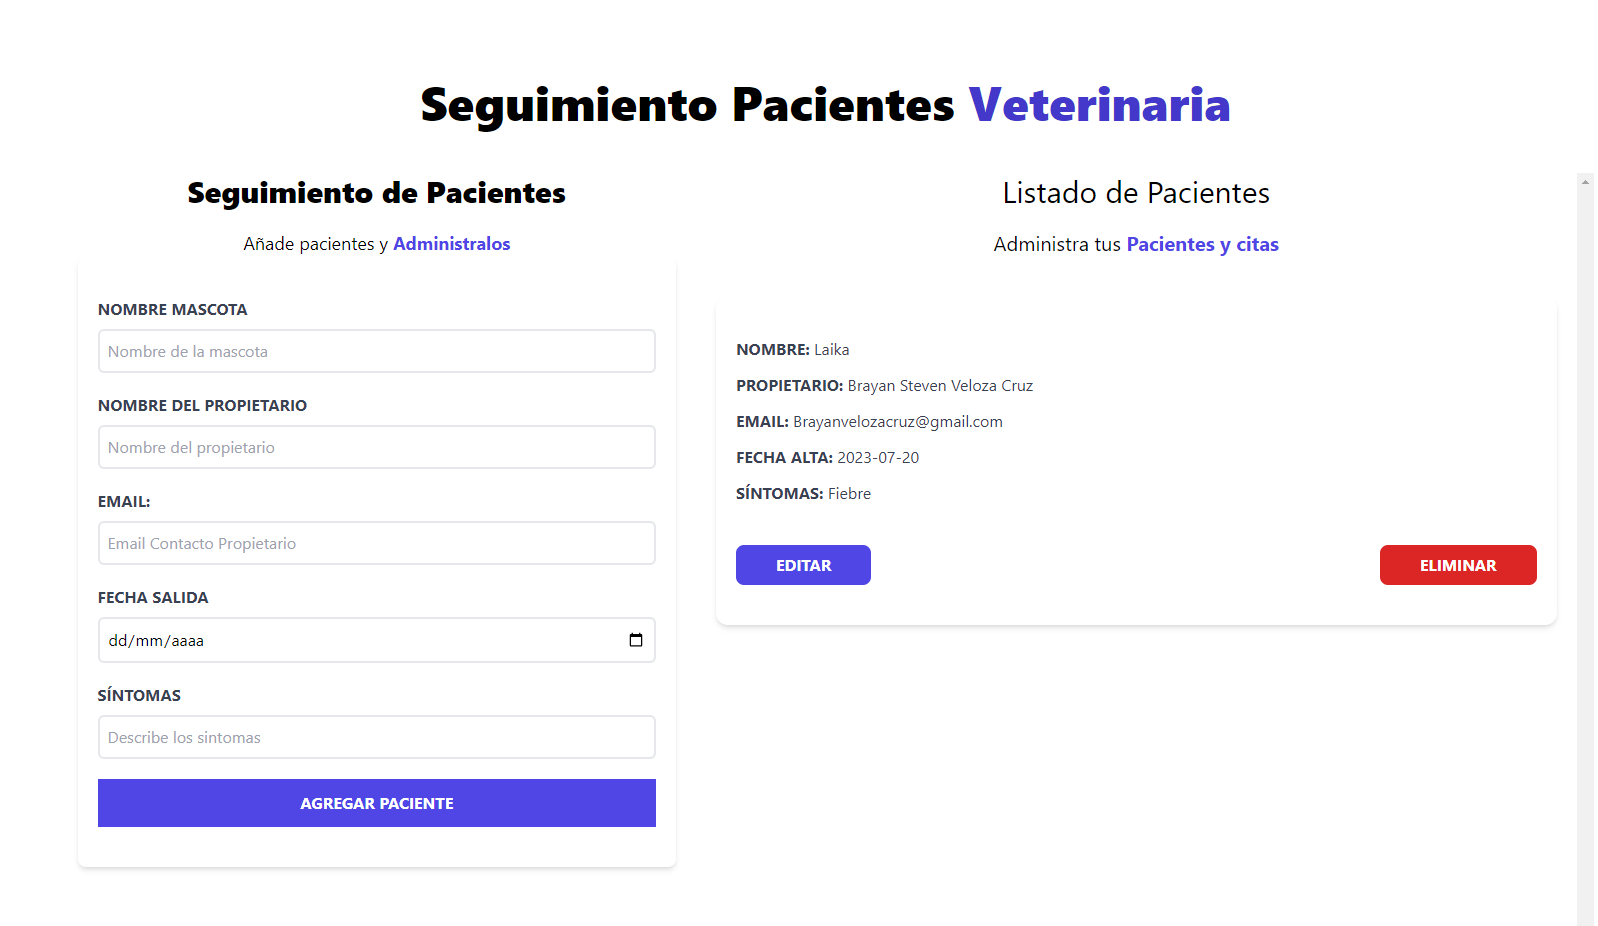 Seguimiento Pacientes Veterinaria
Seguimiento de Pacientes
Añade pacientes y Administralos
NOMBRE MASCOTA
Nombre de la mascota
NOMBRE DEL PROPIETARIO
Nombre del propietario
EMAIL:
Email Contacto Propietario
FECHA SALIDA
dd/mm/aaaa
SÍNTOMAS
Describe los sintomas
AGREGAR PACIENTE
Listado de Pacientes
Administra tus Pacientes y citas
NOMBRE: Laika
PROPIETARIO: Brayan Steven Veloza Cruz
EMAIL: Brayanvelozacruz@gmail.com
FECHA ALTA: 2023-07-20
SÍNTOMAS: Fiebre
EDITAR
ELIMINAR